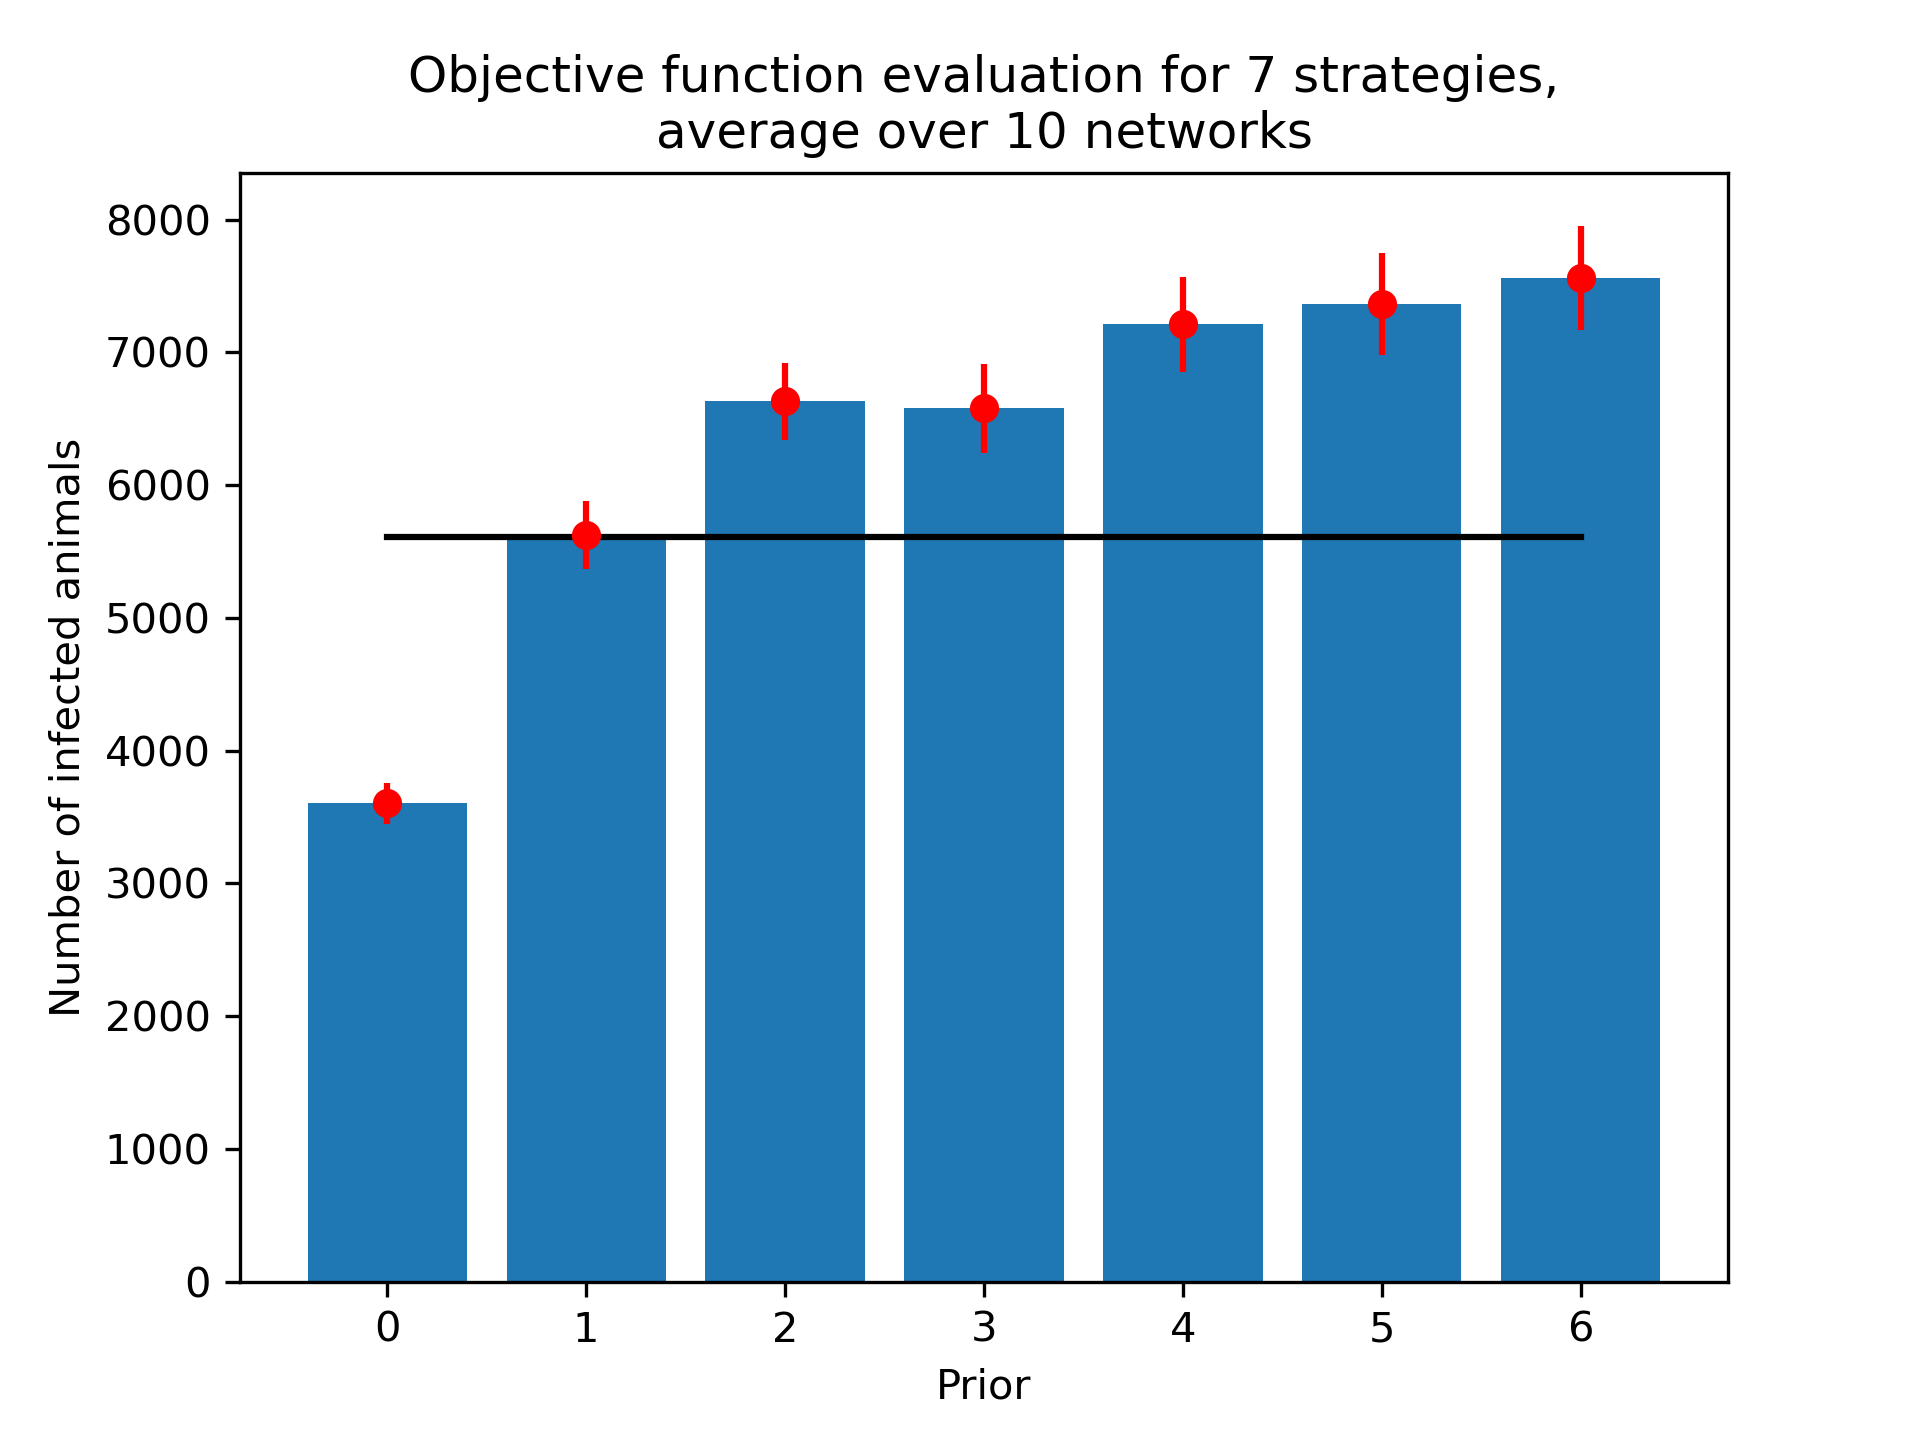 Objective function evaluation for 7 strategies,
average over 10 networks
Number of infected animals
8000
7000
6000
5000
4000
3000
2000
1000
0
0 1 2 3 4 5 6
Prior